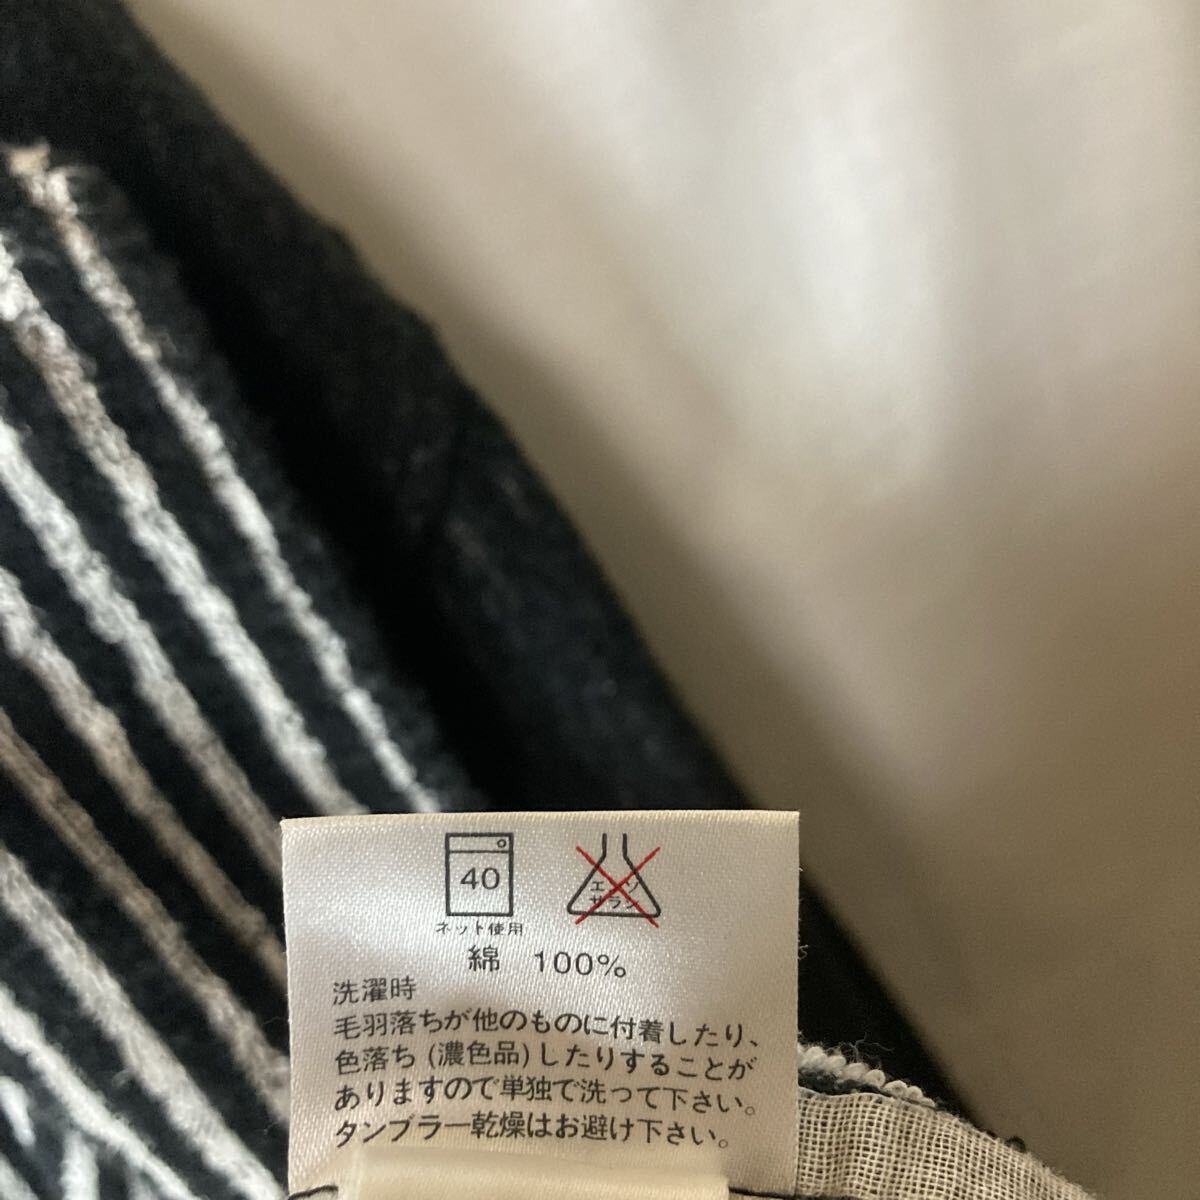 40
エンソ
サラシ
ネット使用
綿 100%
洗濯時
毛羽落ちが他のものに付着したり、
色落ち (濃色品) したりすることが
ありますので単独で洗って下さい。
タンブラー乾燥はお避け下さい。